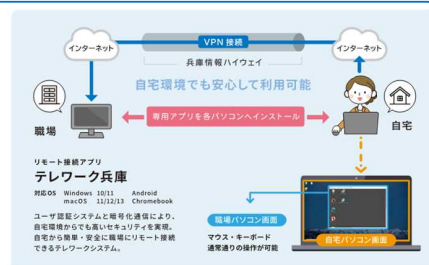 インターネット
VPN 接続
インターネット
兵庫情報ハイウェイ
自宅環境でも安心して利用可能
専用アプリを各パソコンへインストール
職場
自宅
リモート接続アプリ
テレワーク兵庫
対応OS Windows 10/11 Android
macOS 11/12/13 Chromebook
ユーザ認証システムと暗号化通信により、
自宅環境からでも高いセキュリティを実現。
自宅から簡単・安全に職場にリモート接続
できるテレワークシステム。
職場パソコン画面
マウス・キーボード
通常通りの操作が可能
自宅パソコン画面